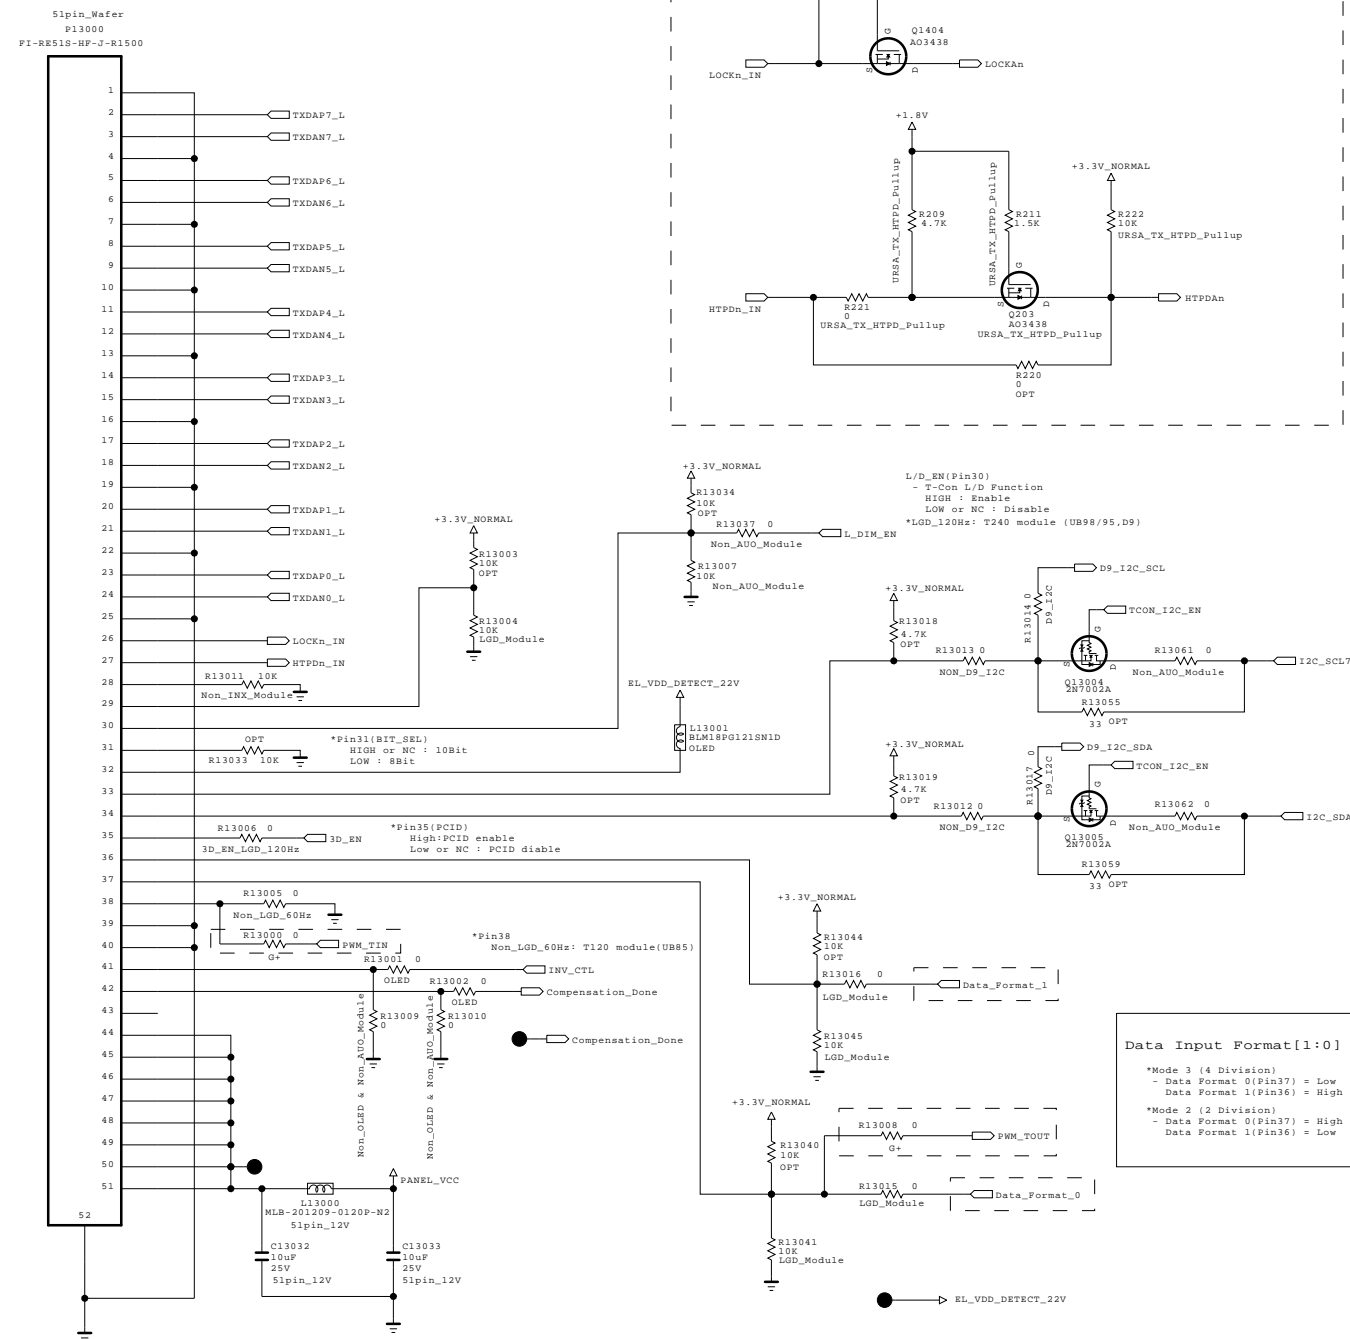 51pin_Wafer
P13000
FI-RE51S-HF-J-R1500
1
2
TXDAP7_L
3
TXDAN7_L
4
5
TXDAP6_L
6
TXDAN6_L
7
8
TXDAP5_L
9
TXDAN5_L
10
11
TXDAP4_L
12
TXDAN4_L
13
14
TXDAP3_L
15
TXDAN3_L
16
17
TXDAP2_L
18
TXDAN2_L
19
20
TXDAP1_L
21
TXDAN1_L
22
23
TXDAP0_L
24
TXDAN0_L
25
26
LOCKn_IN
27
HTPDn_IN
28
R13011 10K
Non_INX_Module
29
30
31
OPT
R13033 10K
*Pin31(BIT_SEL)
HIGH or NC : 10Bit
LOW : 8Bit
32
33
34
35
R13006 0
3D_EN
3D_EN_LGD_120Hz
*Pin35(PCID)
High:PCID enable
Low or NC : PCID diable
36
37
38
R13005 0
Non_LGD_60Hz
39
R13000 0
PWM_TIN
G+
40
*Pin38
Non_LGD_60Hz: T120 module(UB85)
41
R13001 0
OLED
INV_CTL
42
R13002 0
OLED
Compensation_Done
43
R13009
0
Non_OLED & Non_AUO_Module
R13010
0
Non_OLED & Non_AUO_Module
Compensation_Done
44
45
46
47
48
49
50
51
PANEL_VCC
L13000
MLB-201209-0120P-N2
51pin_12V
52
C13032
10uF
25V
51pin_12V
C13033
10uF
25V
51pin_12V
G
Q1404
AO3438
LOCKn_IN
S
D
LOCKAn
+1.8V
URSA_TX_HTPD_Pullup
R209
4.7K
URSA_TX_HTPD_Pullup
R211
1.5K
+3.3V_NORMAL
R222
10K
URSA_TX_HTPD_Pullup
G
HTPDn_IN
R221
0
URSA_TX_HTPD_Pullup
S
D
Q203
AO3438
URSA_TX_HTPD_Pullup
HTPDAn
R220
0
OPT
+3.3V_NORMAL
R13003
10K
OPT
R13004
10K
LGD_Module
+3.3V_NORMAL
R13034
10K
OPT
R13037 0
Non_AUO_Module
L_DIM_EN
R13007
10K
Non_AUO_Module
L/D_EN(Pin30)
- T-Con L/D Function
HIGH : Enable
LOW or NC : Disable
*LGD_120Hz: T240 module (UB98/95,D9)
EL_VDD_DETECT_22V
L13001
BLM18PG121SN1D
OLED
+3.3V_NORMAL
R13018
4.7K
OPT
R13013 0
NON_D9_I2C
R13014 0
D9_I2C
D9_I2C_SCL
TCON_I2C_EN
G
S
D
Q13004
2N7002A
R13061 0
Non_AUO_Module
I2C_SCL7
R13055
33 OPT
+3.3V_NORMAL
R13019
4.7K
OPT
R13012 0
NON_D9_I2C
R13017 0
D9_I2C
D9_I2C_SDA
TCON_I2C_EN
G
S
D
Q13005
2N7002A
R13062 0
Non_AUO_Module
I2C_SDA
R13059
33 OPT
+3.3V_NORMAL
R13044
10K
OPT
R13016 0
LGD_Module
Data_Format_1
R13045
10K
LGD_Module
Data Input Format[1:0]
*Mode 3 (4 Division)
- Data Format 0(Pin37) = Low
Data Format 1(Pin36) = High
*Mode 2 (2 Division)
- Data Format 0(Pin37) = High
Data Format 1(Pin36) = Low
+3.3V_NORMAL
R13040
10K
OPT
R13008 0
G+
PWM_TOUT
R13015 0
LGD_Module
Data_Format_0
R13041
10K
LGD_Module
EL_VDD_DETECT_22V